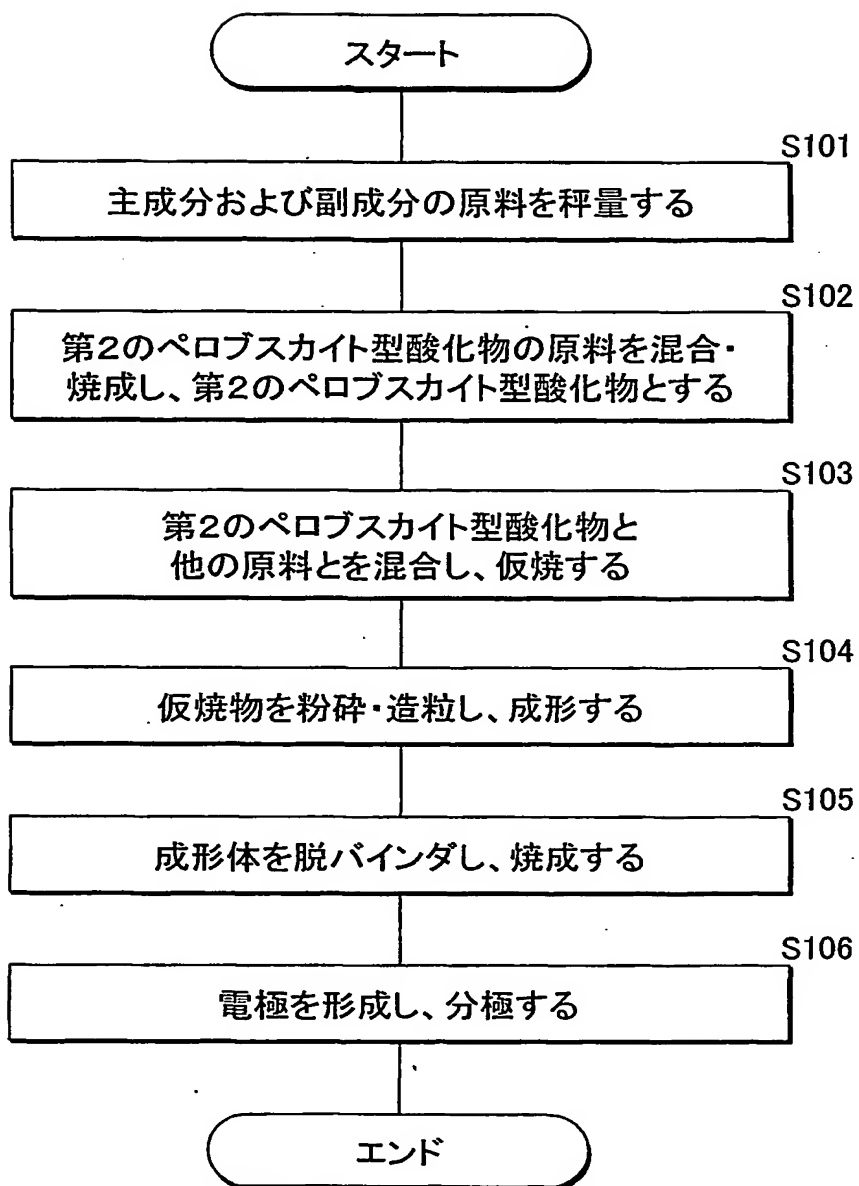 スタート
S101
主成分および副成分の原料を秤量する
S102
第2のペロブスカイト型酸化物の原料を混合・
焼成し、第2のペロブスカイト型酸化物とする
S103
第2のペロブスカイト型酸化物と
他の原料とを混合し、仮焼する
S104
仮焼物を粉砕・造粒し、成形する
S105
成形体を脱バインダし、焼成する
S106
電極を形成し、分極する
エンド